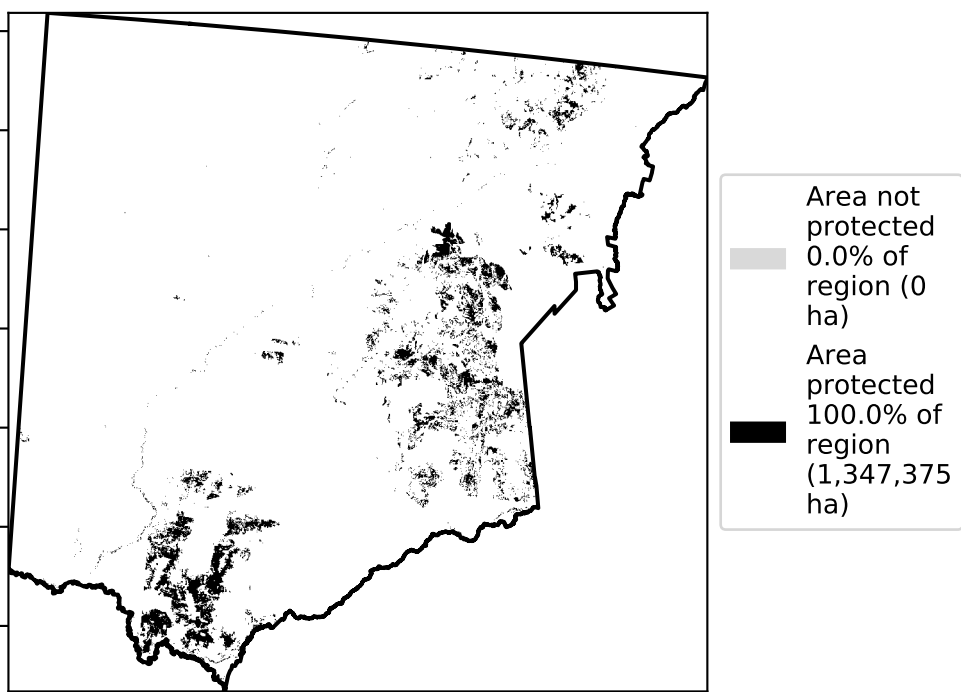 Area not
protected
0.0% of
region (0
ha)
Area
protected
100.0% of
region
(1,347,375
ha)